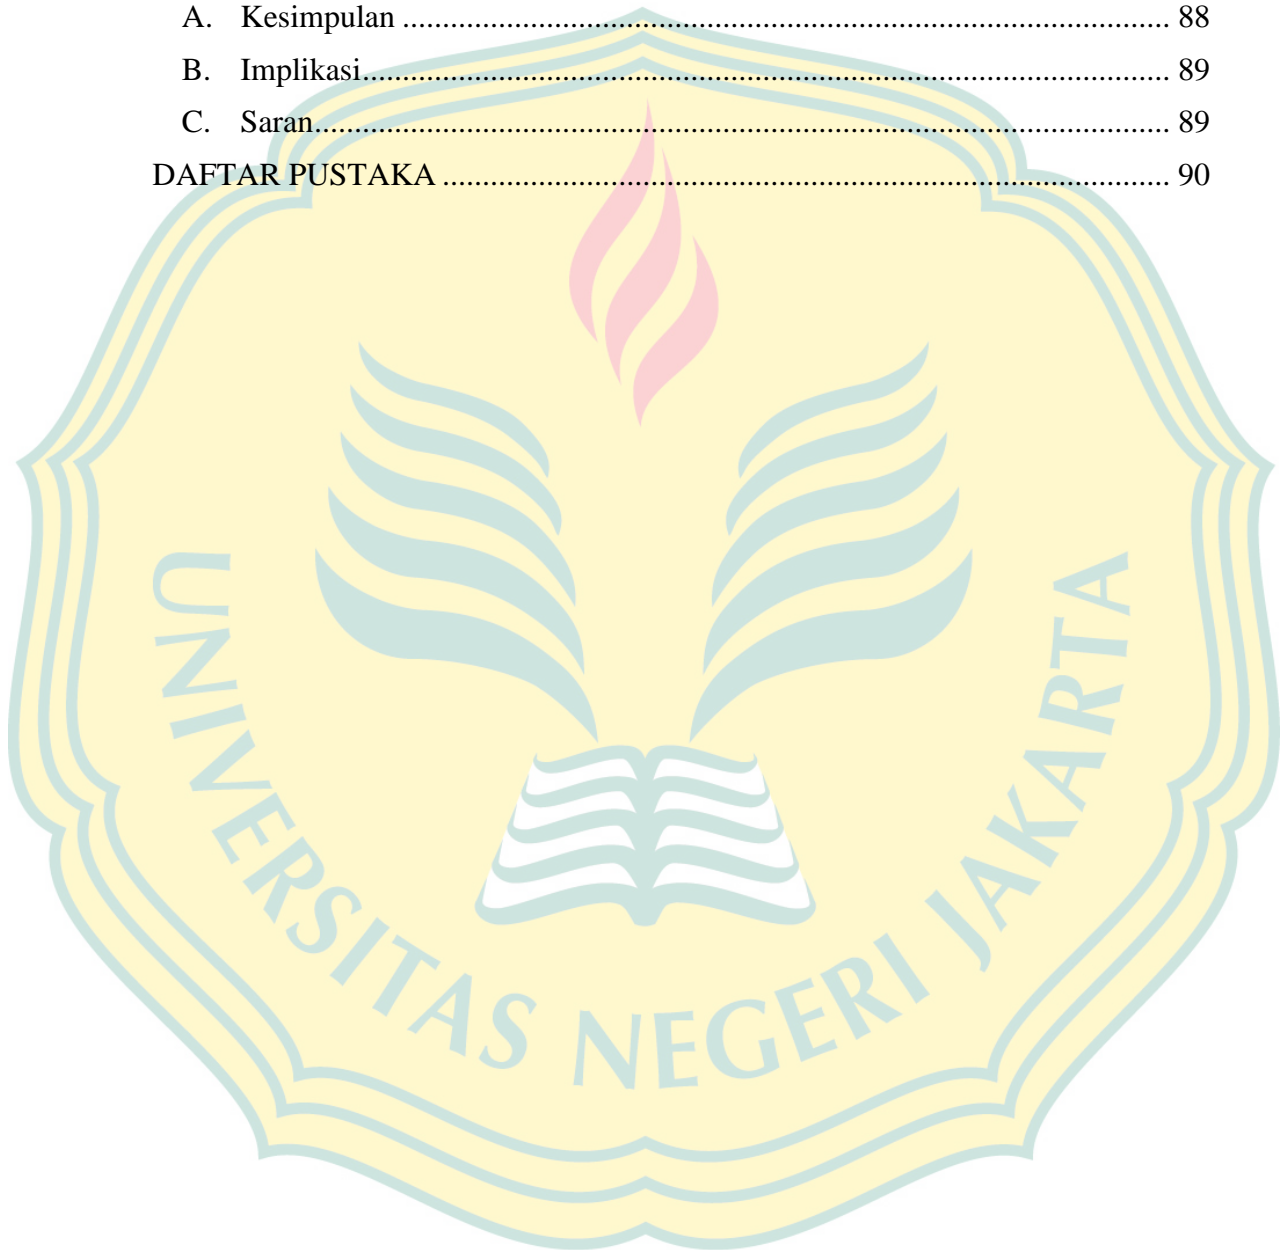 A. Kesimpulan ................................................................................................ 88
B. Implikasi..................................................................................................... 89
C. Saran........................................................................................................... 89
DAFTAR PUSTAKA ........................................................................................... 90
UNIVERSITAS NEGERI JAKARTA